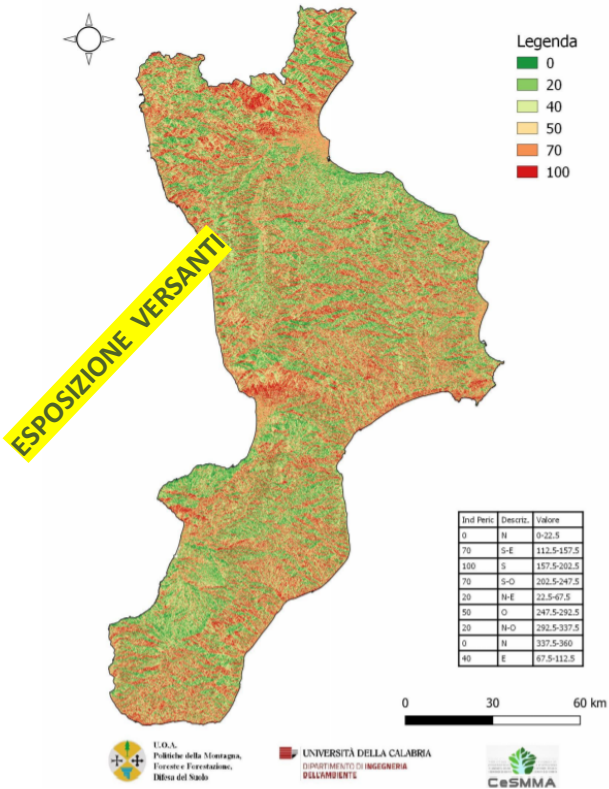 Legenda
0
20
40
50
70
100
ESPOSIZIONE VERSANTI
Ind Peric Descriz. Valore
0 N 0-22.5
70 S-E 112.5-157.5
100 S 157.5-202.5
70 S-O 202.5-247.5
20 N-E 22.5-67.5
50 O 247.5-292.5
20 N-O 292.5-337.5
0 N 337.5-360
40 E 67.5-112.5
0 30 60 km
U.O.A.
Politiche della Montagna,
Foreste e Forestazione,
Difesa del Suolo
UNIVERSITÀ DELLA CALABRIA
DIPARTIMENTO DI INGEGNERIA
DELL'AMBIENTE
CeSMMA